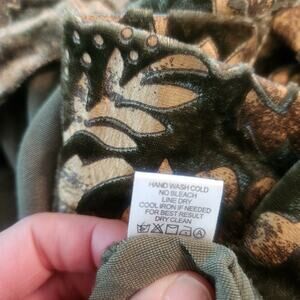 HAND WASH COLD
NO BLEACH
LINE DRY
COOL IRON IF NEEDED
FOR BEST RESULT
DRY CLEAN